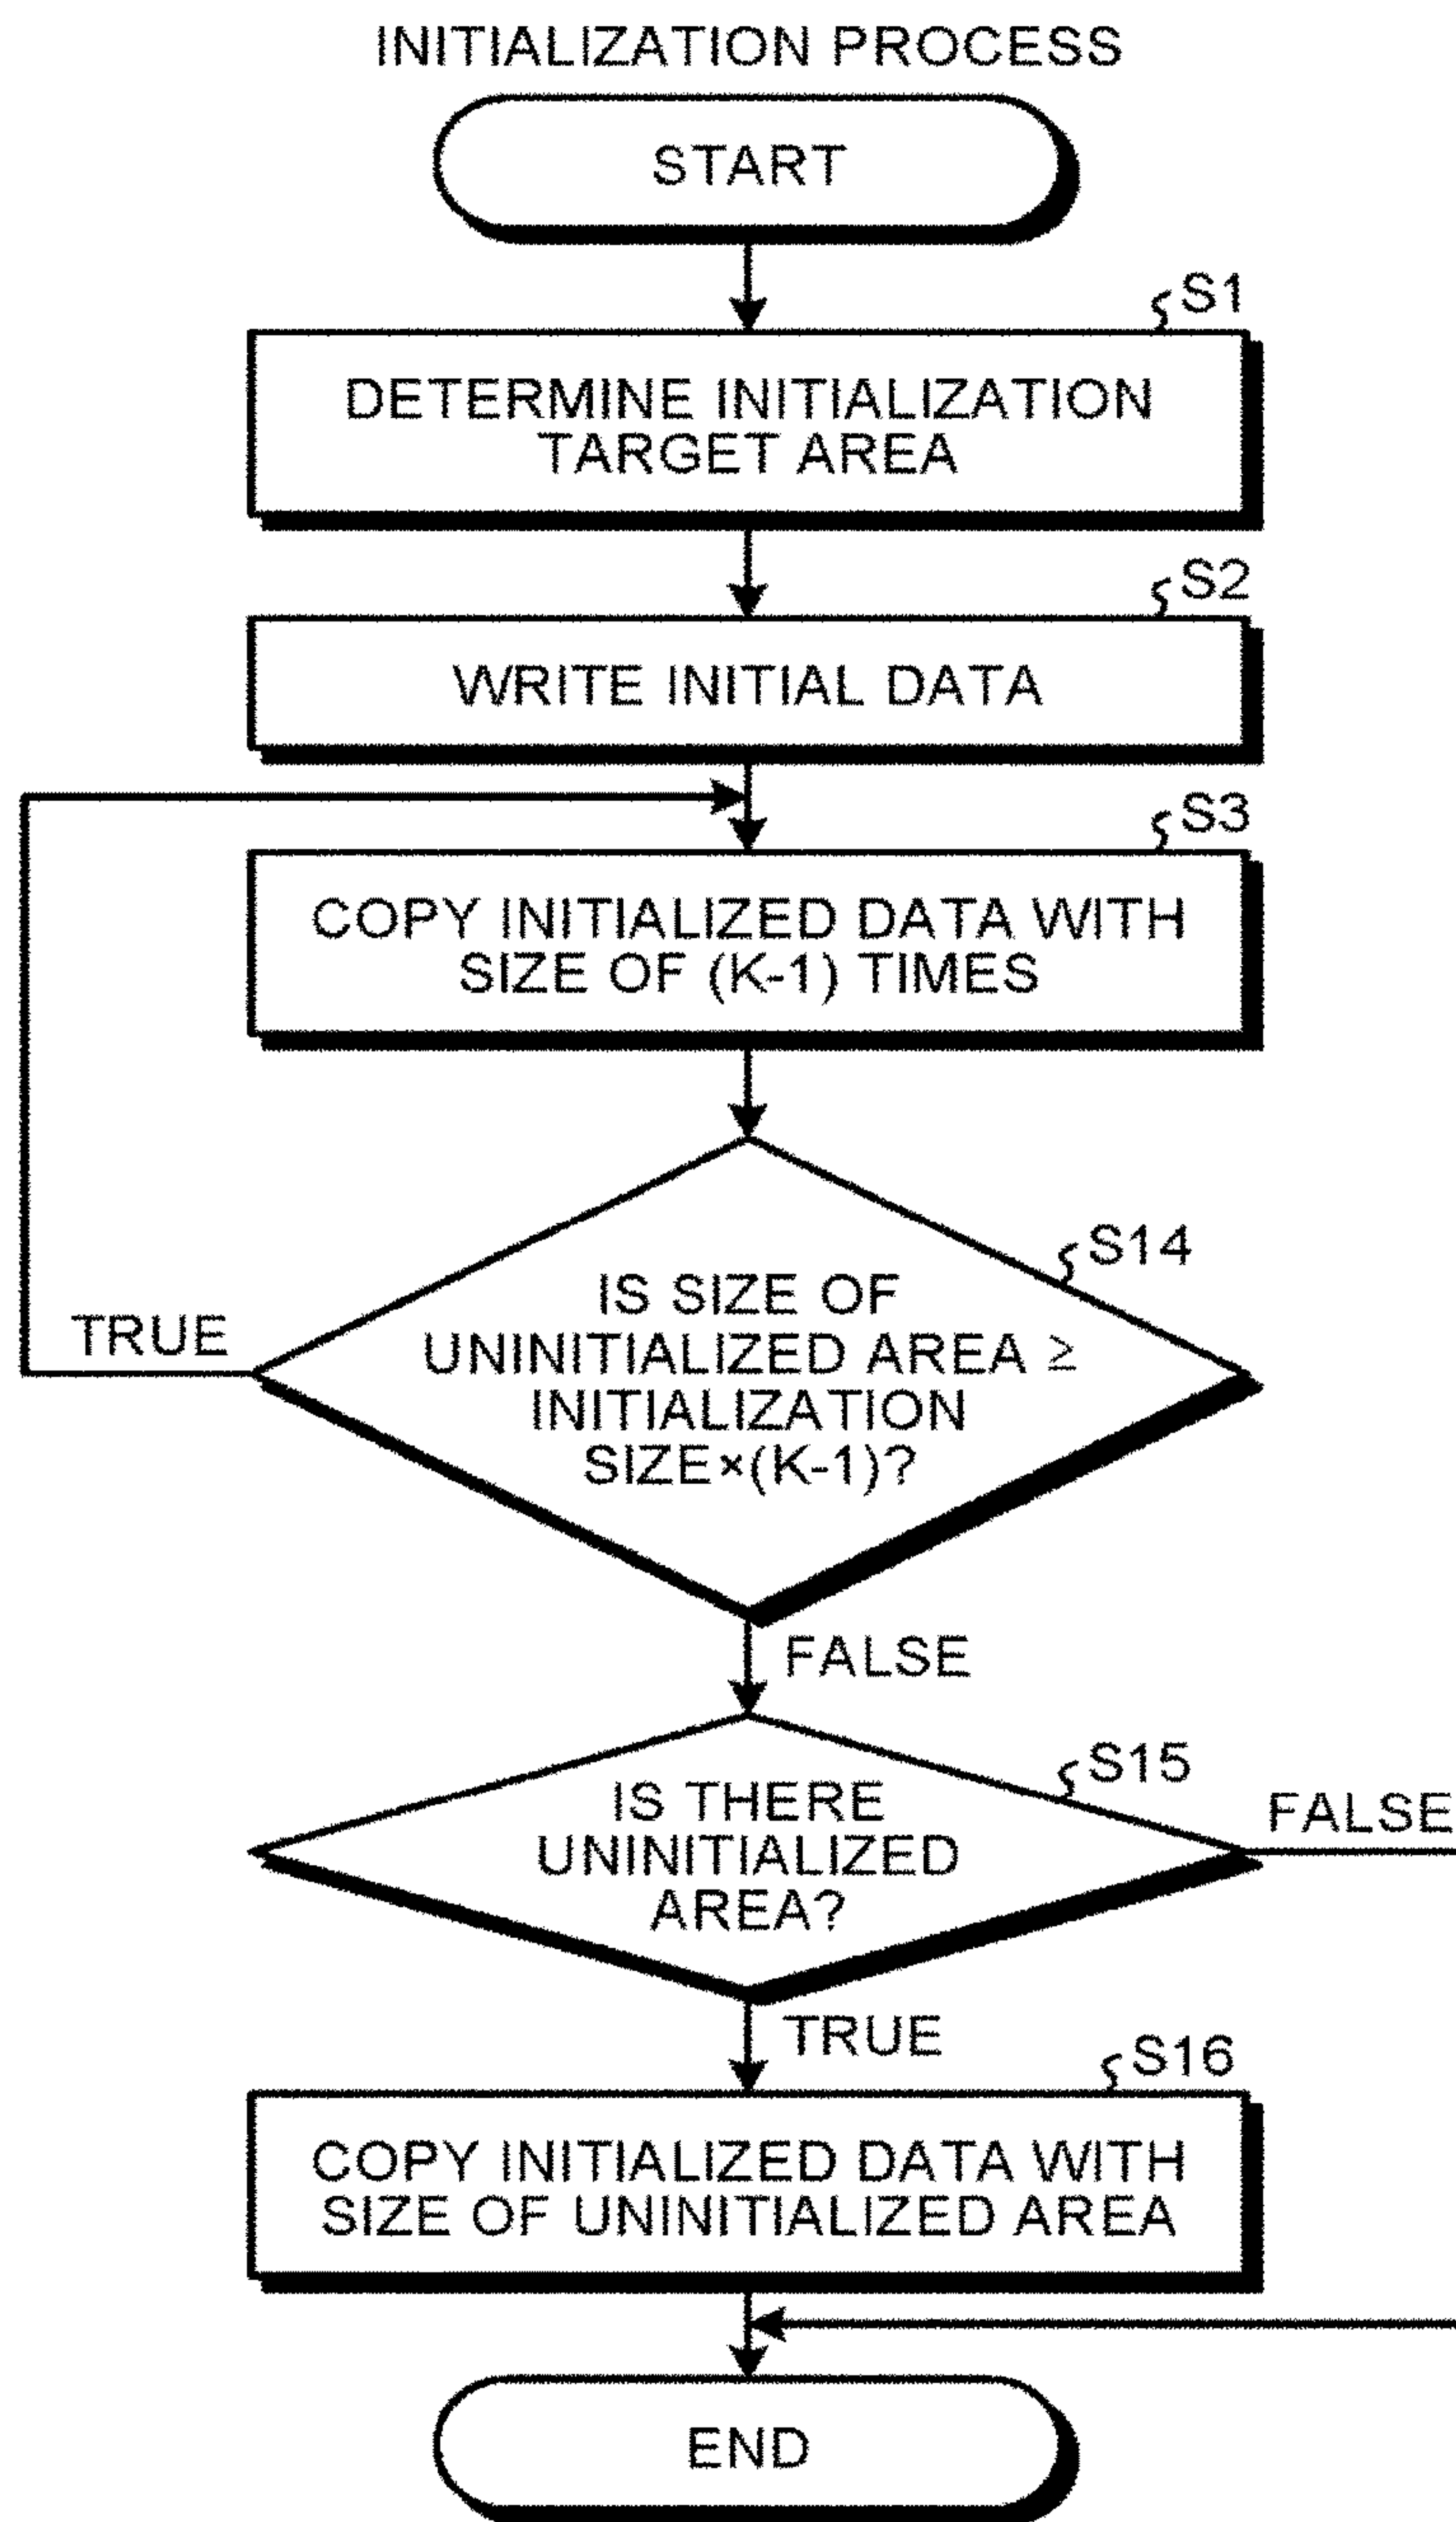 INITIALIZATION PROCESS
START
S1
DETERMINE INITIALIZATION
TARGET AREA
S2
WRITE INITIAL DATA
S3
COPY INITIALIZED DATA WITH
SIZE OF (K-1) TIMES
S14
IS SIZE OF
UNINITIALIZED AREA ≥
INITIALIZATION
SIZE×(K-1)?
TRUE
FALSE
S15
IS THERE
UNINITIALIZED
AREA?
FALSE
TRUE
S16
COPY INITIALIZED DATA WITH
SIZE OF UNINITIALIZED AREA
END